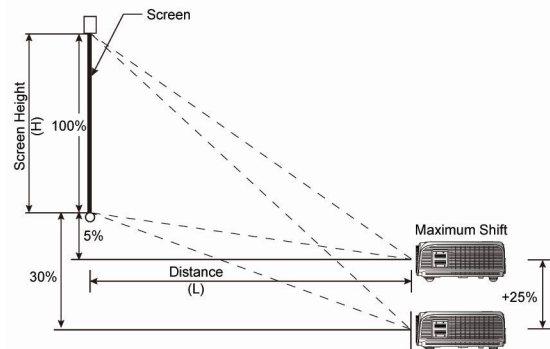 Screen
Screen Height
(H)
100%
5%
30%
Distance
(L)
Maximum Shift
+25%